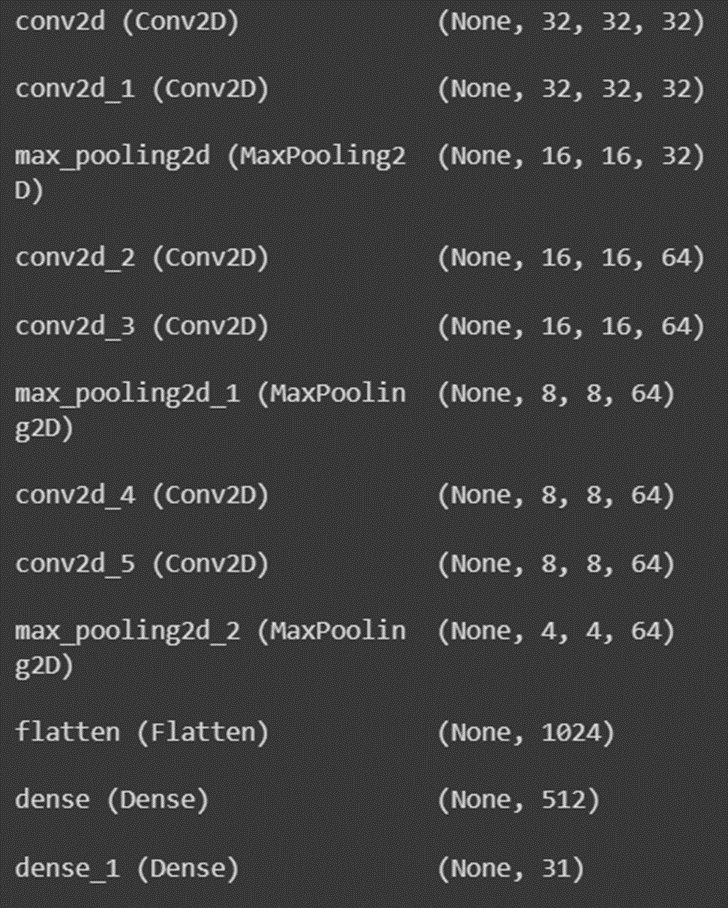 conv2d (Conv2D) (None, 32, 32, 32)
conv2d_1 (Conv2D) (None, 32, 32, 32)
max_pooling2d (MaxPooling2 (None, 16, 16, 32)
D)
conv2d_2 (Conv2D) (None, 16, 16, 64)
conv2d_3 (Conv2D) (None, 16, 16, 64)
max_pooling2d_1 (MaxPoolin (None, 8, 8, 64)
g2D)
conv2d_4 (Conv2D) (None, 8, 8, 64)
conv2d_5 (Conv2D) (None, 8, 8, 64)
max_pooling2d_2 (MaxPoolin (None, 4, 4, 64)
g2D)
flatten (Flatten) (None, 1024)
dense (Dense) (None, 512)
dense_1 (Dense) (None, 31)